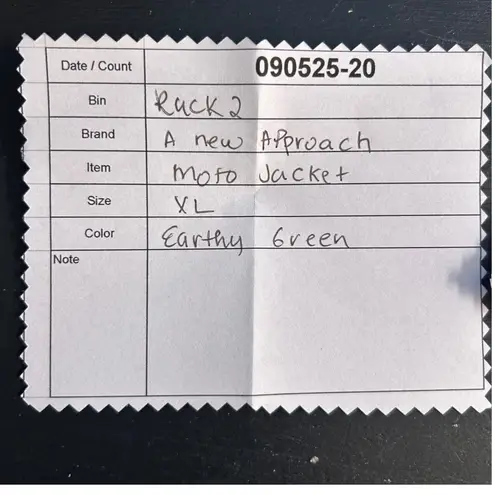 Date / Count 090525-20
Bin Rack 2
Brand A new Approach
Item Moto Jacket
Size XL
Color Earthy Green
Note